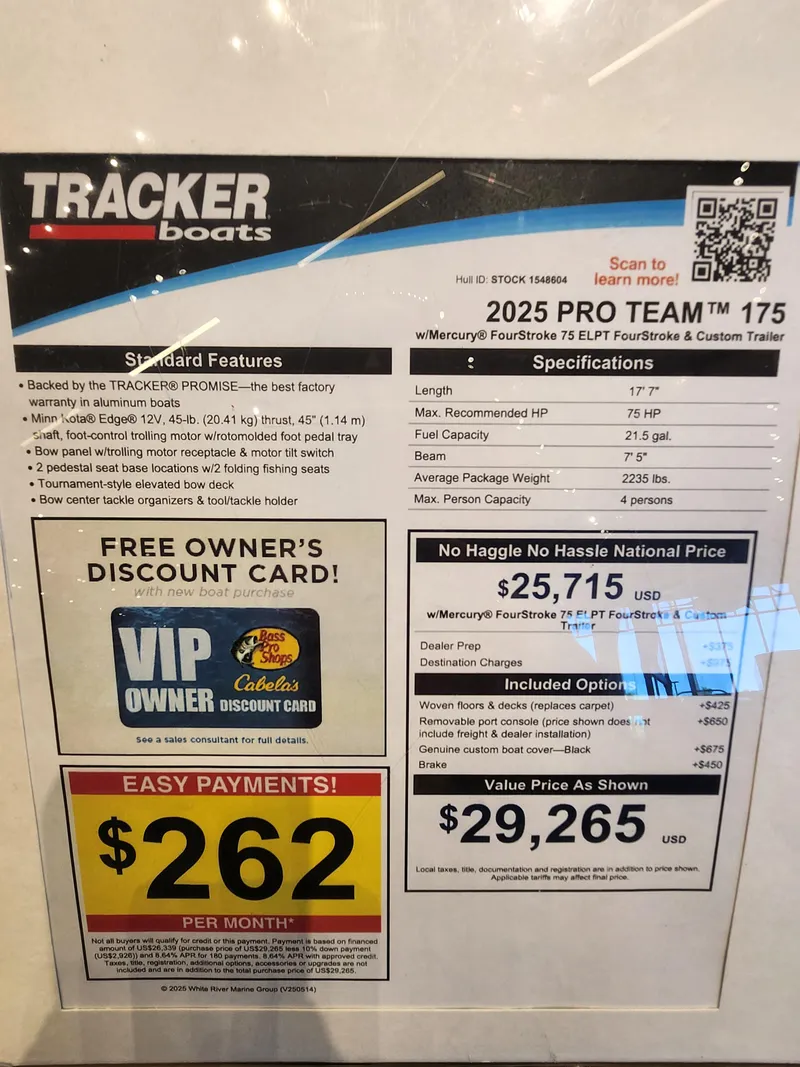 TRACKER
boats
Scan to
learn more!
Hull ID: STOCK 1548604
2025 PRO TEAM™ 175
w/Mercury® FourStroke 75 ELPT FourStroke & Custom Trailer
Standard Features
• Backed by the TRACKER® PROMISE—the best factory
warranty in aluminum boats
• Minn Kota® Edge® 12V, 45-lb. (20.41 kg) thrust, 45" (1.14 m)
shaft, foot-control trolling motor w/rotomolded foot pedal tray
• Bow panel w/trolling motor receptacle & motor tilt switch
• 2 pedestal seat base locations w/2 folding fishing seats
• Tournament-style elevated bow deck
• Bow center tackle organizers & tool/tackle holder
Specifications
Length 17' 7"
Max. Recommended HP 75 HP
Fuel Capacity 21.5 gal.
Beam 7' 5"
Average Package Weight 2235 lbs.
Max. Person Capacity 4 persons
FREE OWNER'S
DISCOUNT CARD!
with new boat purchase
VIP
OWNER DISCOUNT CARD
Bass
Pro
Shops
Cabela's
See a sales consultant for full details.
EASY PAYMENTS!
$262
PER MONTH*
Not all buyers will qualify for credit or this payment. Payment is based on financed
amount of US$26,339 (purchase price of US$29,265 less 10% down payment
(US$2,926)) and 8.64% APR for 180 payments. 8.64% APR with approved credit.
Taxes, title, registration, additional options, accessories or upgrades are not
included and are in addition to the total purchase price of US$29,265.
© 2025 White River Marine Group (V250514)
No Haggle No Hassle National Price
$25,715 USD
w/Mercury® FourStroke 75 ELPT FourStroke & Custom
Trailer
Dealer Prep
Destination Charges
Included Options
Woven floors & decks (replaces carpet) +$425
Removable port console (price shown does not +$650
include freight & dealer installation)
Genuine custom boat cover—Black +$675
Brake +$450
Value Price As Shown
$29,265 USD
Local taxes, title, documentation and registration are in addition to price shown.
Applicable tariffs may affect final price.